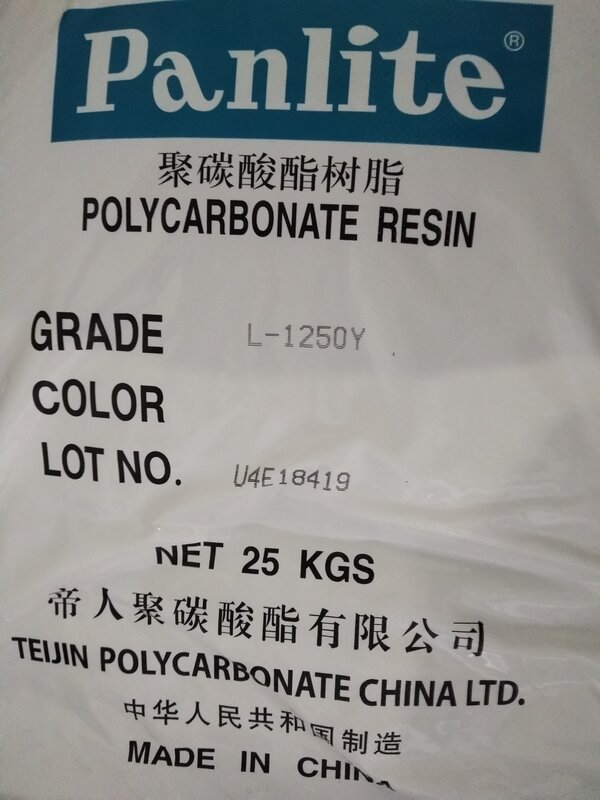 Panlite®
聚碳酸酯树脂
POLYCARBONATE RESIN
GRADE L-1250Y
COLOR
LOT NO. U4E18419
NET 25 KGS
帝人聚碳酸酯有限公司
TEIJIN POLYCARBONATE CHINA LTD.
中华人民共和国制造
MADE IN CHINA